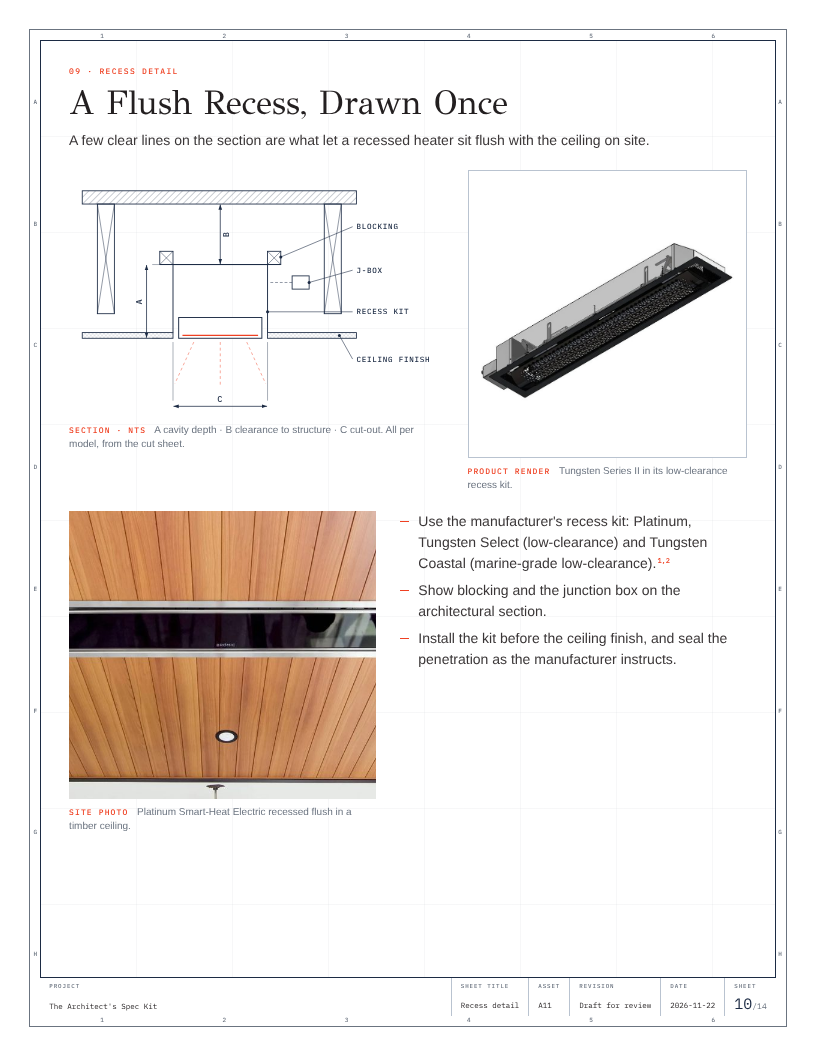 1 2 3 4 5 6
A A
09 · RECESS DETAIL
A Flush Recess, Drawn Once
A few clear lines on the section are what let a recessed heater sit flush with the ceiling on site.
B B
BLOCKING
J-BOX
RECESS KIT
CEILING FINISH
A
B
C
C C
SECTION · NTS A cavity depth · B clearance to structure · C cut-out. All per
model, from the cut sheet.
D D
PRODUCT RENDER Tungsten Series II in its low-clearance
recess kit.
— Use the manufacturer's recess kit: Platinum,
Tungsten Select (low-clearance) and Tungsten
Coastal (marine-grade low-clearance).1,2
— Show blocking and the junction box on the
architectural section.
— Install the kit before the ceiling finish, and seal the
penetration as the manufacturer instructs.
E E
F F
SITE PHOTO Platinum Smart-Heat Electric recessed flush in a
timber ceiling.
G G
H H
PROJECT
The Architect's Spec Kit
SHEET TITLE
Recess detail
ASSET
A11
REVISION
Draft for review
DATE
2026-11-22
SHEET
10/14
1 2 3 4 5 6